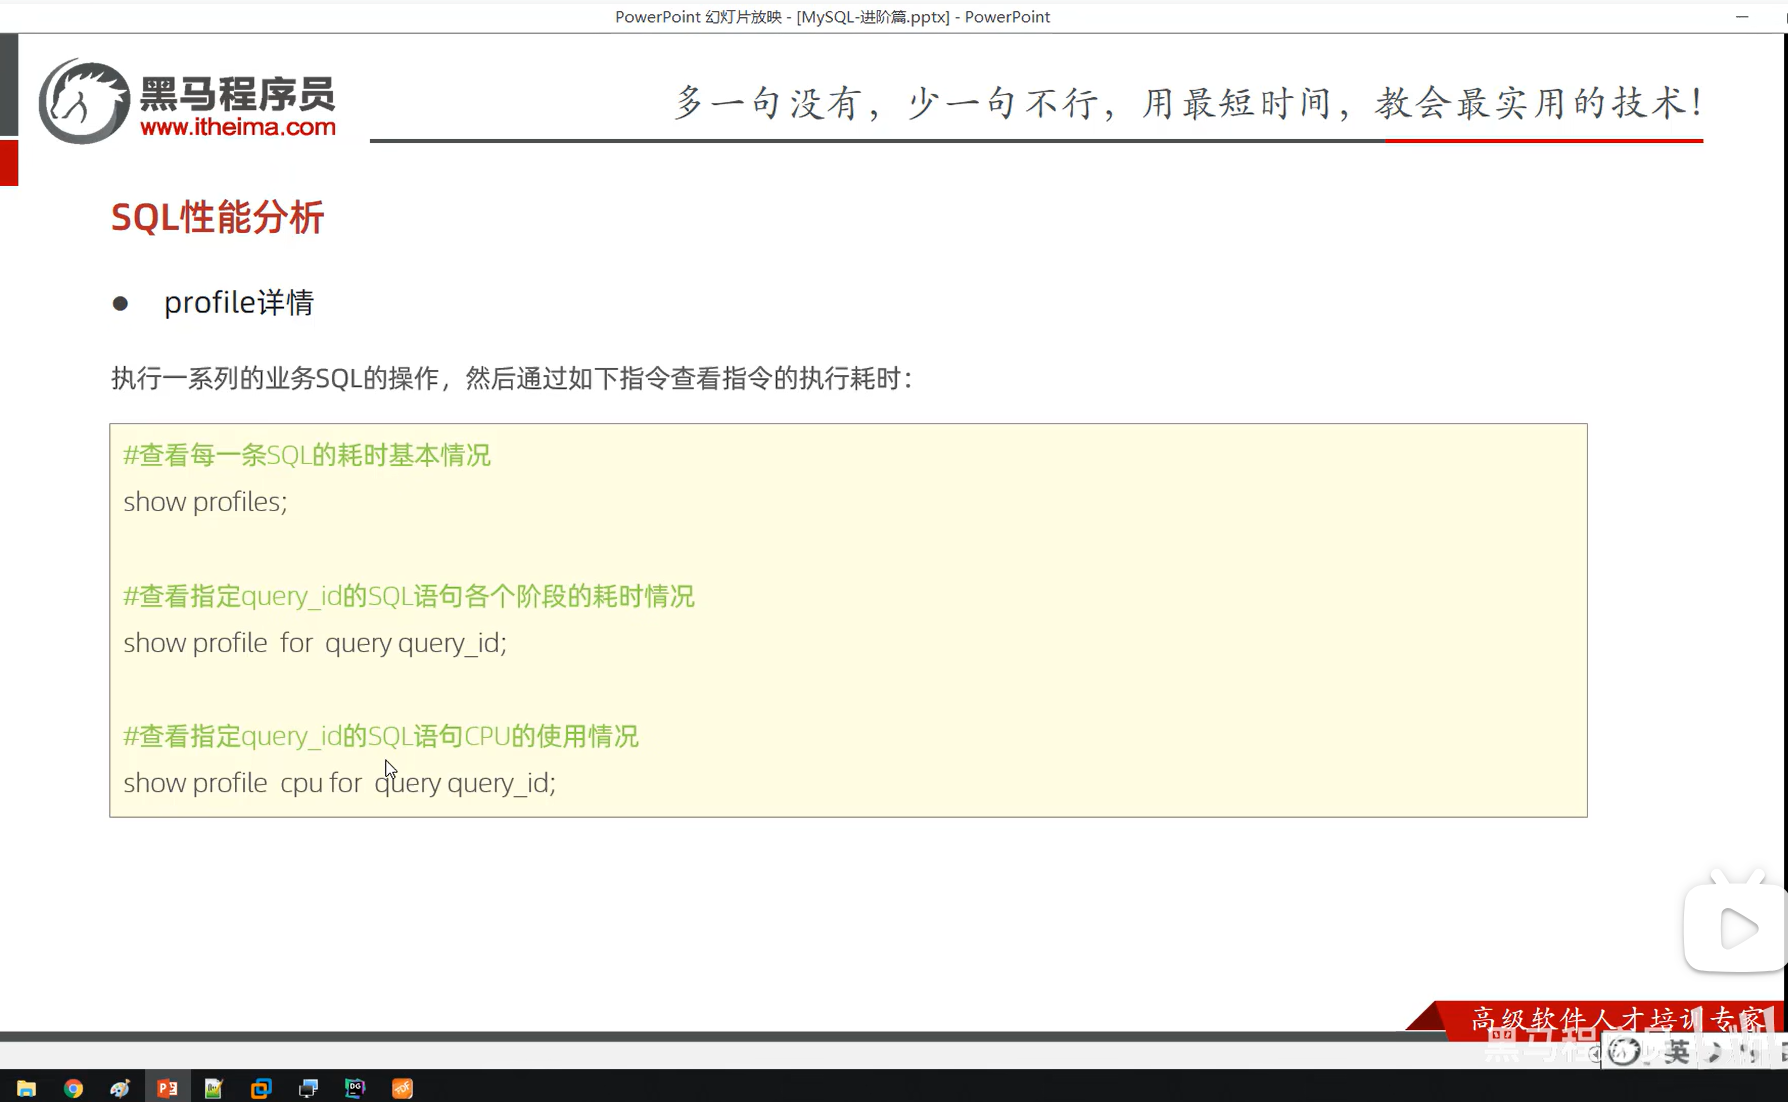 PowerPoint 幻灯片放映 - [MySQL-进阶篇.pptx] - PowerPoint
黑马程序员
www.itheima.com
多一句没有，少一句不行，用最短时间，教会最实用的技术！
SQL性能分析
● profile详情
执行一系列的业务SQL的操作，然后通过如下指令查看指令的执行耗时：
#查看每一条SQL的耗时基本情况
show profiles;
#查看指定query_id的SQL语句各个阶段的耗时情况
show profile for query query_id;
#查看指定query_id的SQL语句CPU的使用情况
show profile cpu for query query_id;
高级软件人才培训专家
英